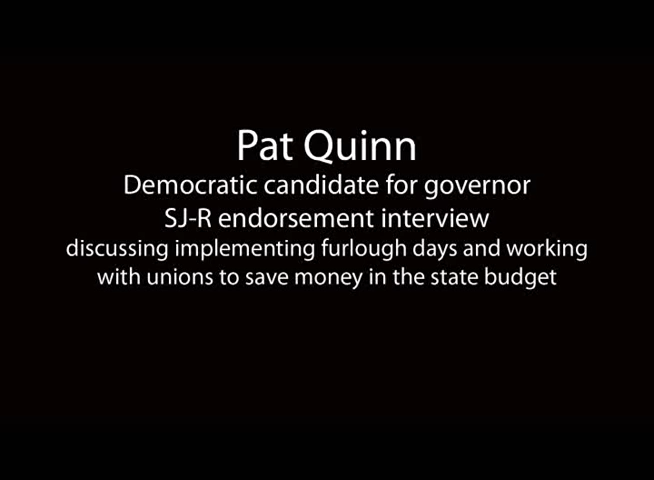 Pat Quinn
Democratic candidate for governor
SJ-R endorsement interview
discussing implementing furlough days and working
with unions to save money in the state budget